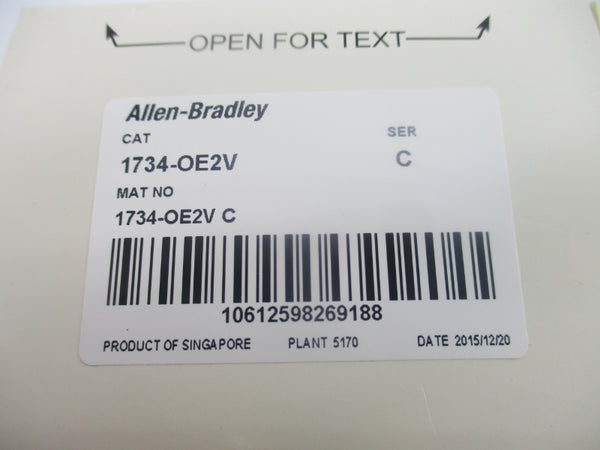 OPEN FOR TEXT
Allen-Bradley
CAT
SER
1734-OE2V
C
MAT NO
1734-OE2V C
10612598269188
PRODUCT OF SINGAPORE PLANT 5170 DATE 2015/12/20